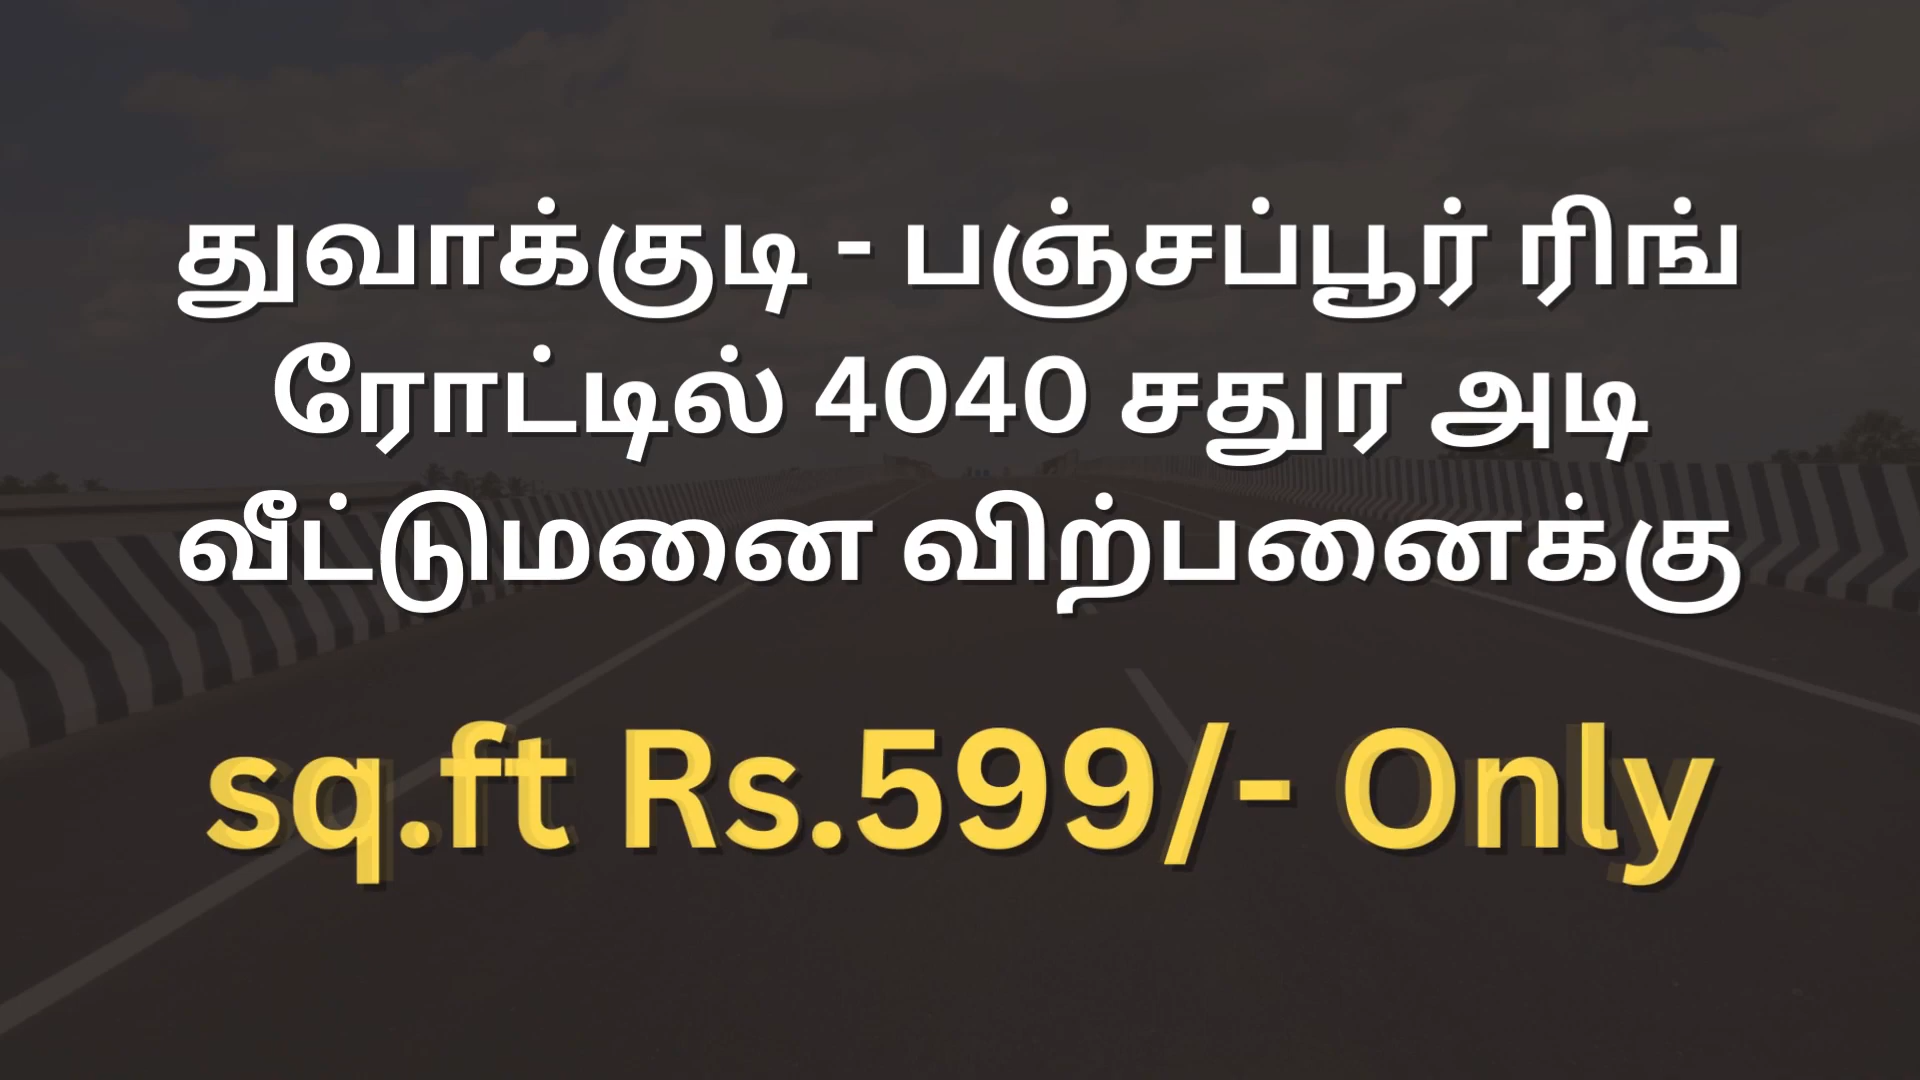 துவாக்குடி - பஞ்சப்பூர் ரிங்
ரோட்டில் 4040 சதுர அடி
வீட்டுமனை விற்பனைக்கு
sq.ft Rs.599/- Only